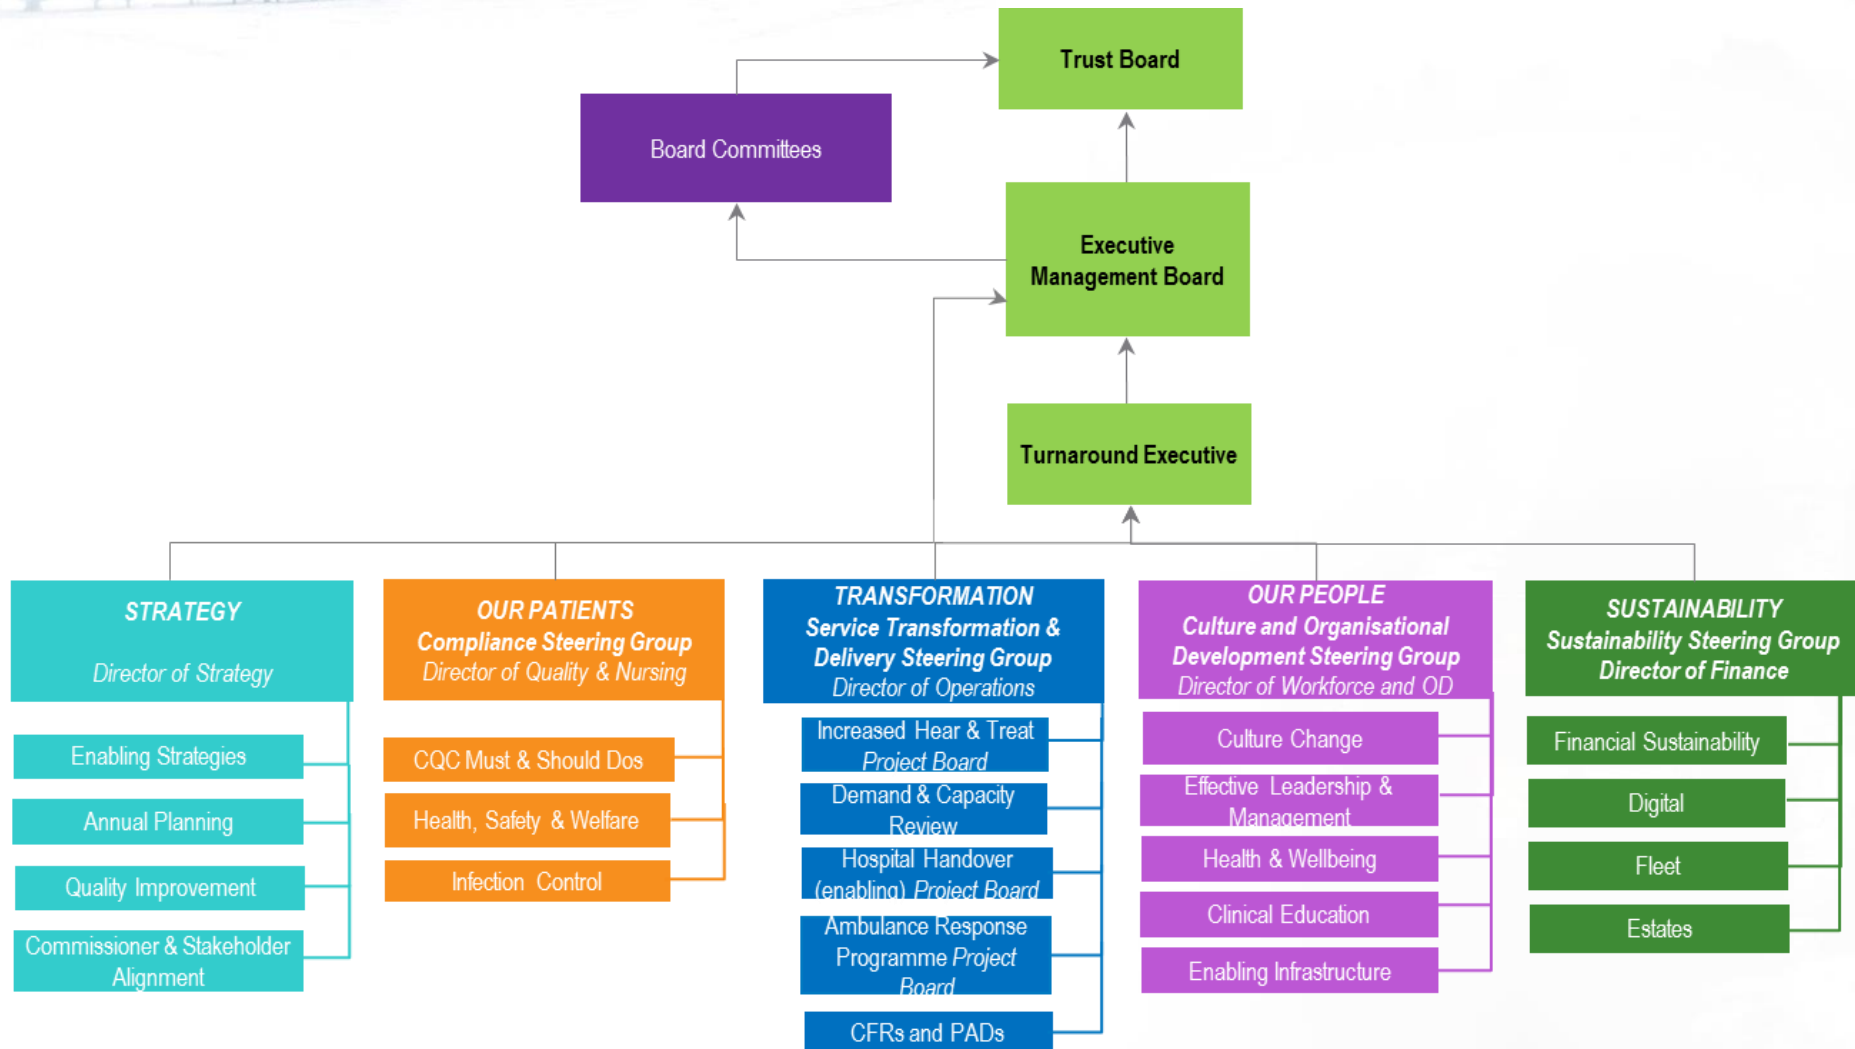 Trust Board
Board Committees
Executive
Management Board
Turnaround Executive
STRATEGY
Director of Strategy
Enabling Strategies
Annual Planning
Quality Improvement
Commissioner & Stakeholder
Alignment
OUR PATIENTS
Compliance Steering Group
Director of Quality & Nursing
CQC Must & Should Dos
Health, Safety & Welfare
Infection Control
TRANSFORMATION
Service Transformation &
Delivery Steering Group
Director of Operations
Increased Hear & Treat
Project Board
Demand & Capacity
Review
Hospital Handover
(enabling) Project Board
Ambulance Response
Programme Project
Board
CFRs and PADs
OUR PEOPLE
Culture and Organisational
Development Steering Group
Director of Workforce and OD
Culture Change
Effective Leadership &
Management
Health & Wellbeing
Clinical Education
Enabling Infrastructure
SUSTAINABILITY
Sustainability Steering Group
Director of Finance
Financial Sustainability
Digital
Fleet
Estates